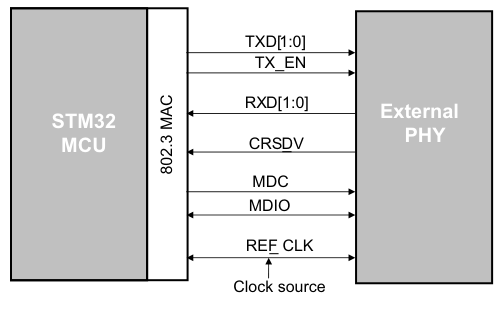 STM32
MCU
802.3 MAC
TXD[1:0]
TX_EN
RXD[1:0]
CRSDV
MDC
MDIO
REF_CLK
Clock source
External
PHY